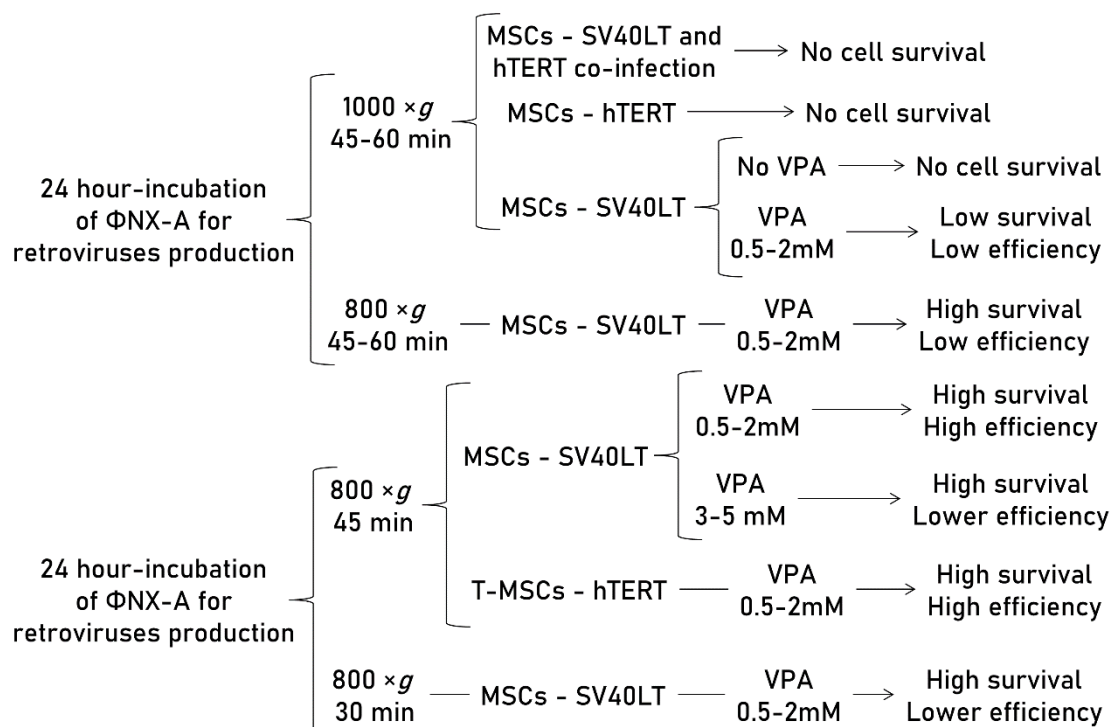 24 hour-incubation
of ΦNX-A for
retroviruses production
1000 ×g
45-60 min
MSCs - SV40LT and
hTERT co-infection
No cell survival
MSCs - hTERT
No cell survival
MSCs - SV40LT
No VPA
No cell survival
VPA
0.5-2mM
Low survival
Low efficiency
800 ×g
45-60 min
MSCs - SV40LT
VPA
0.5-2mM
High survival
Low efficiency
24 hour-incubation
of ΦNX-A for
retroviruses production
800 ×g
45 min
MSCs - SV40LT
VPA
0.5-2mM
High survival
High efficiency
VPA
3-5 mM
High survival
Lower efficiency
T-MSCs - hTERT
VPA
0.5-2mM
High survival
High efficiency
800 ×g
30 min
MSCs - SV40LT
VPA
0.5-2mM
High survival
Lower efficiency